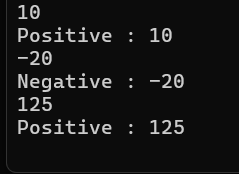 10
Positive : 10
-20
Negative : -20
125
Positive : 125